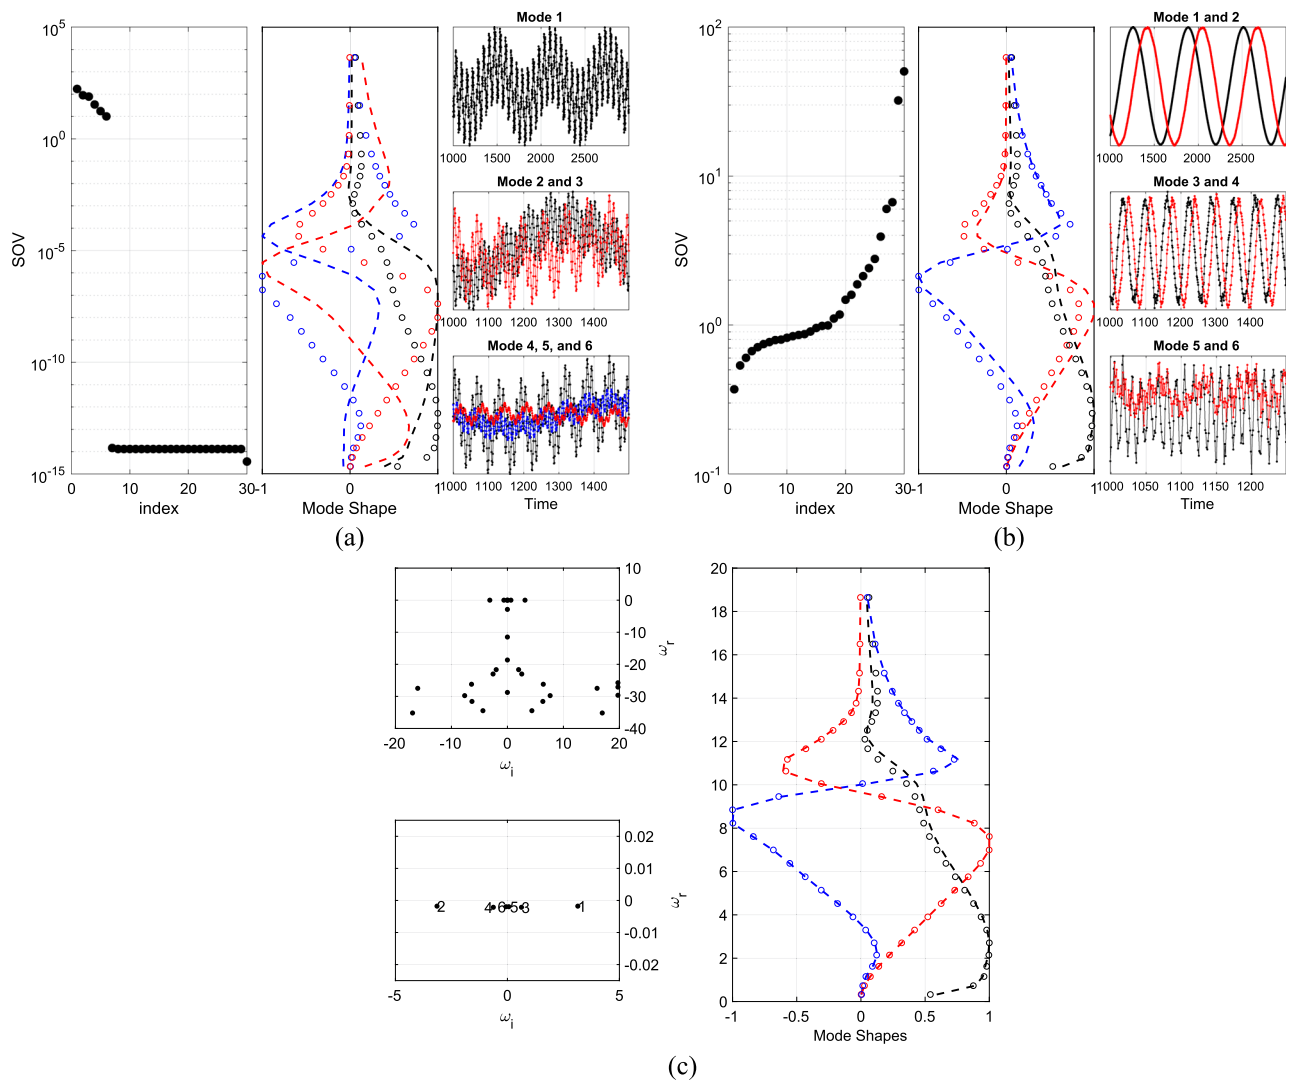 Mode 1
10^5
10^0
10^-5
10^-10
10^-15
SOV
0 10 20 30
index
-1 0 1
Mode Shape
1000 1500 2000 2500
Mode 2 and 3
1000 1100 1200 1300 1400
Mode 4, 5, and 6
1000 1100 1200 1300 1400
Time
(a)
Mode 1 and 2
10^2
10^1
10^0
10^-1
SOV
0 10 20 30
index
-1 0 1
Mode Shape
1000 1500 2000 2500
Mode 3 and 4
1000 1100 1200 1300 1400
Mode 5 and 6
1000 1050 1100 1150 1200
Time
(b)
10
0
-10
-20
-30
-40
ω_r
-20 -10 0 10 20
ω_i
0.02
0.01
0
-0.01
-0.02
ω_r
2 4 6 5 3 1
-5 0 5
ω_i
20
18
16
14
12
10
8
6
4
2
0
-1 -0.5 0 0.5 1
Mode Shapes
(c)